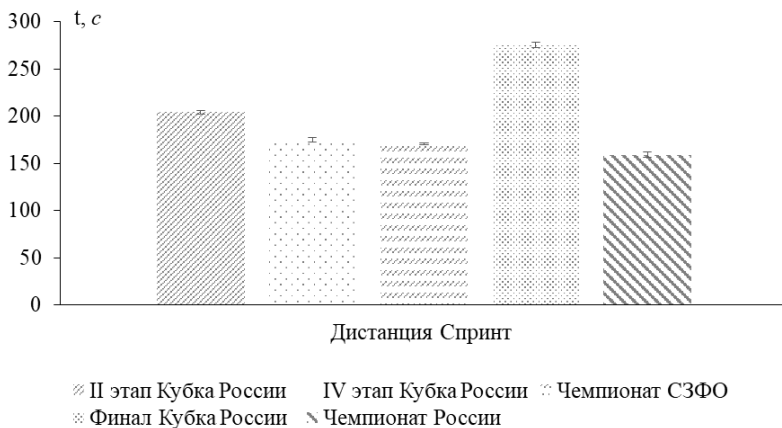 t, с
300
250
200
150
100
50
0
Дистанция Спринт
II этап Кубка России IV этап Кубка России Чемпионат СЗФО
Финал Кубка России Чемпионат России